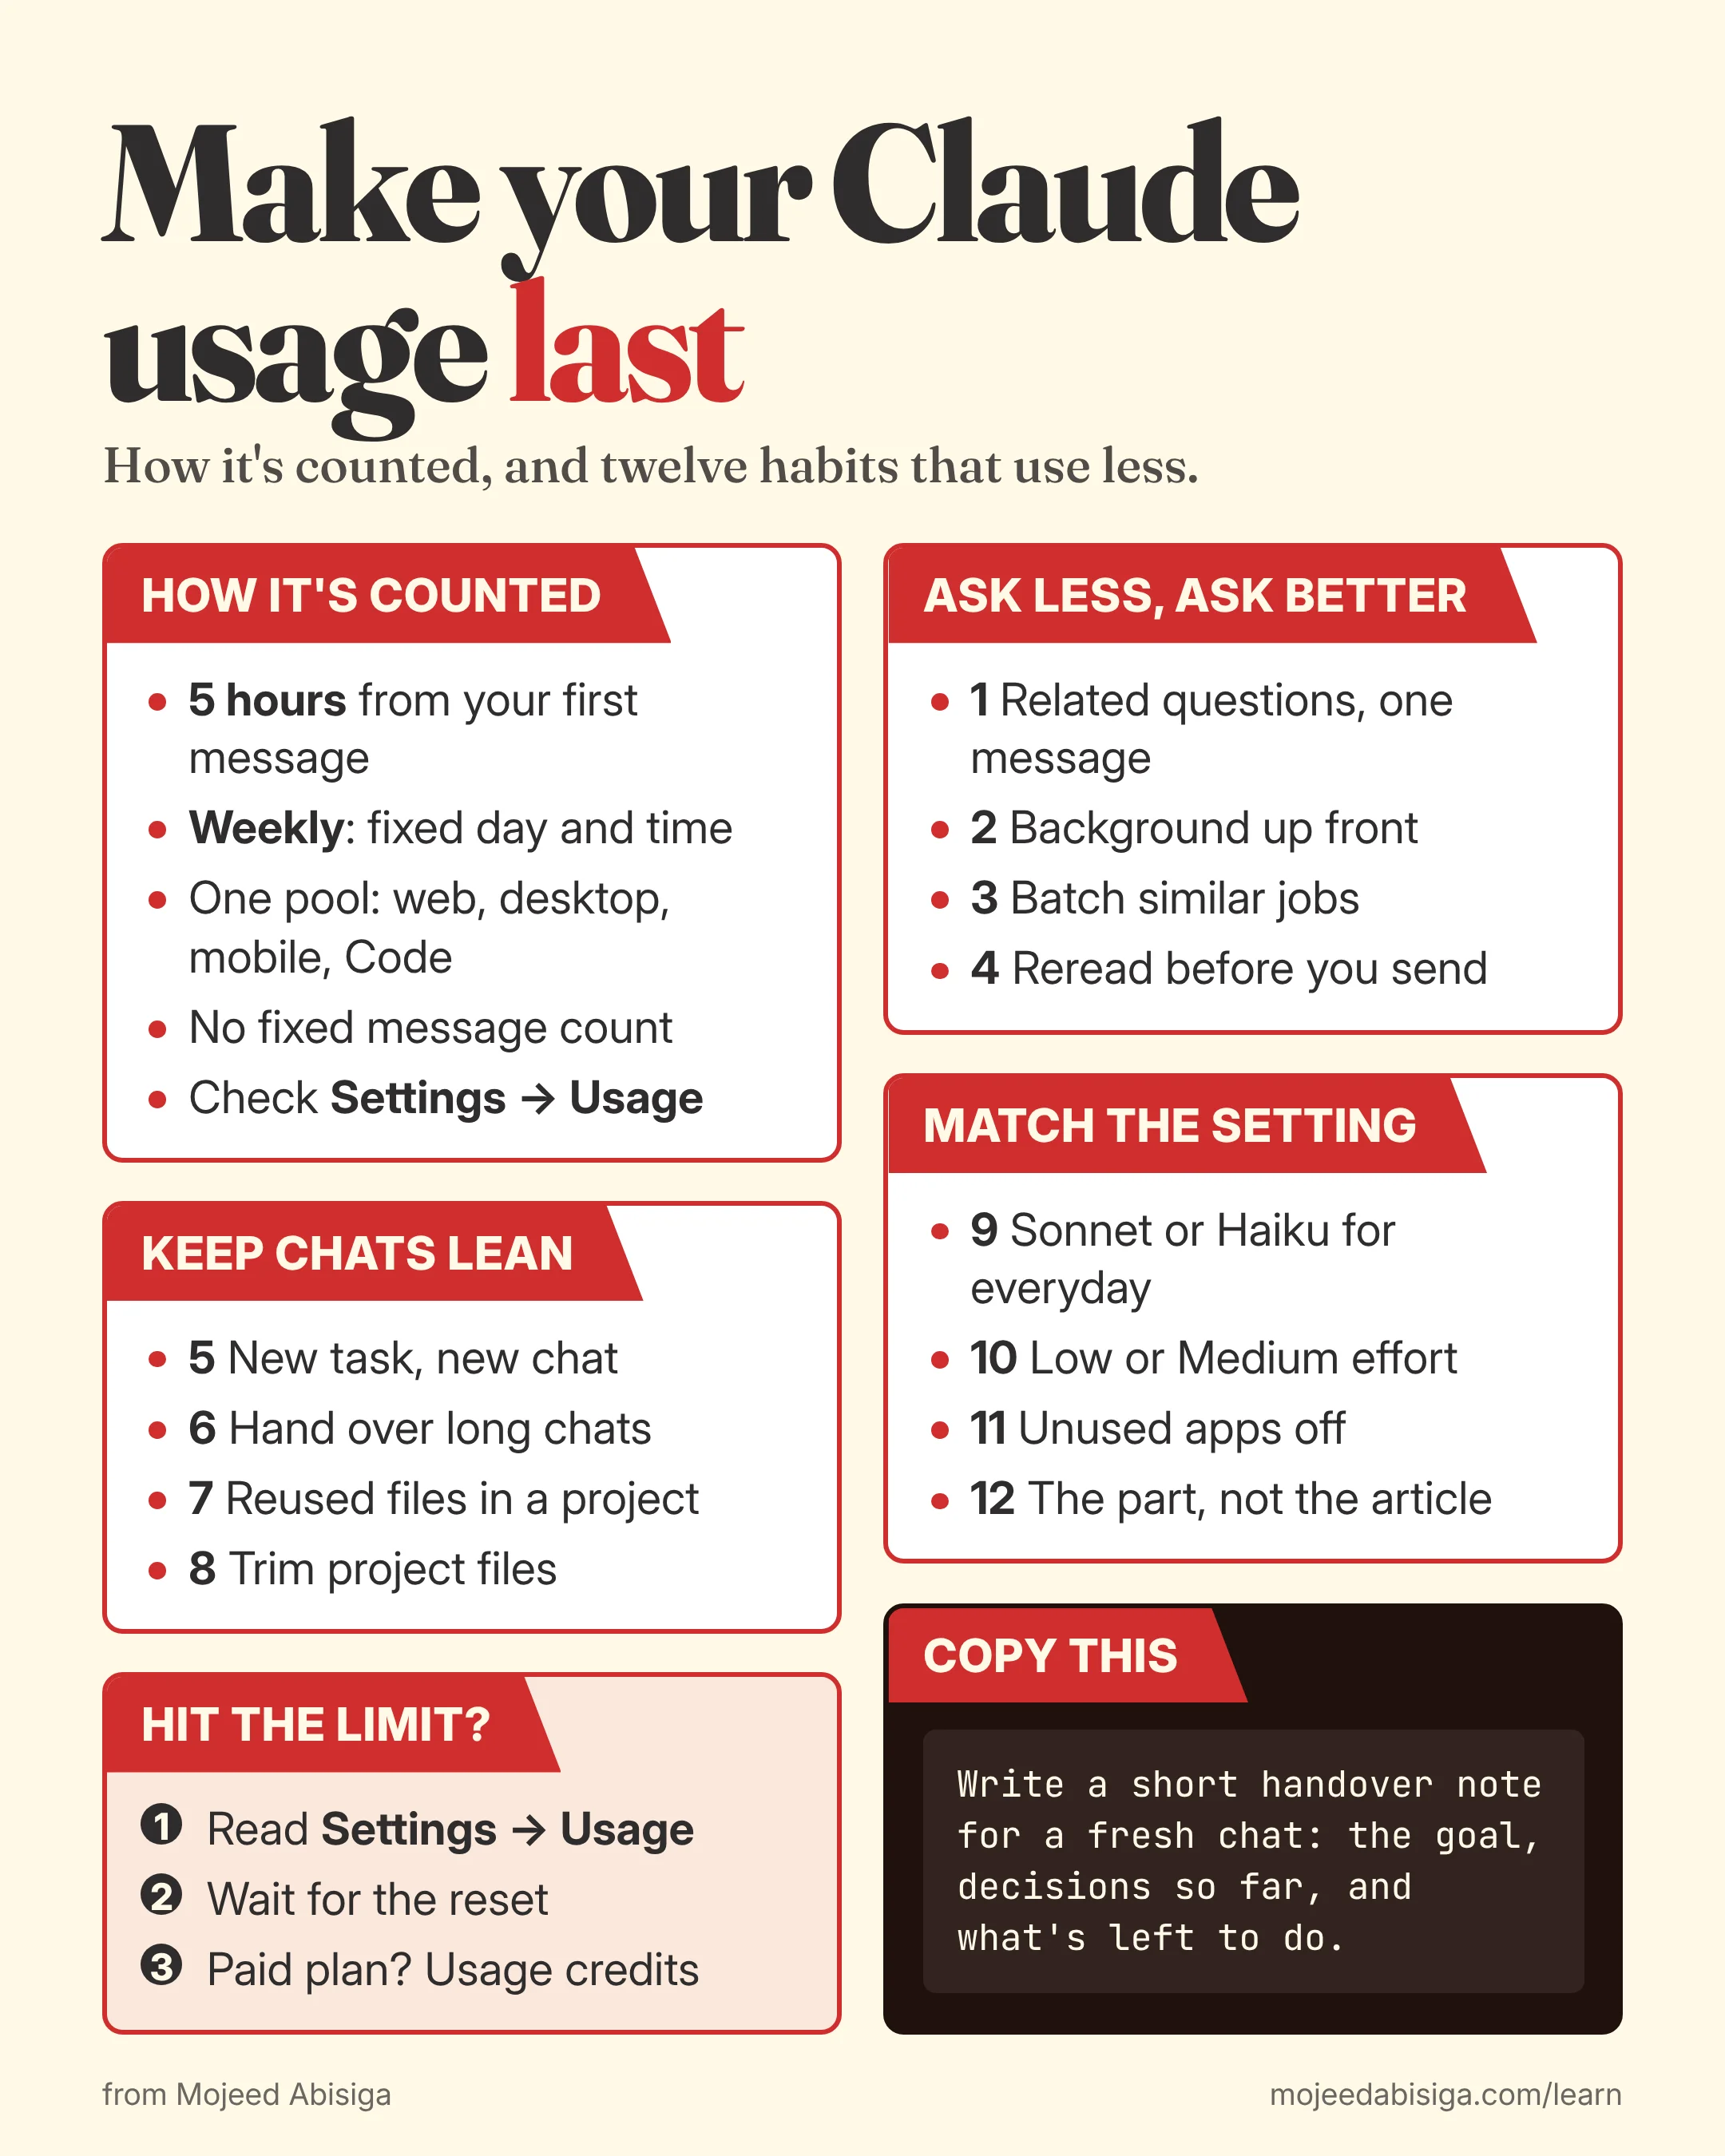 Make your Claude
usage last
How it's counted, and twelve habits that use less.
HOW IT'S COUNTED
• 5 hours from your first
message
• Weekly: fixed day and time
• One pool: web, desktop,
mobile, Code
• No fixed message count
• Check Settings → Usage
KEEP CHATS LEAN
• 5 New task, new chat
• 6 Hand over long chats
• 7 Reused files in a project
• 8 Trim project files
HIT THE LIMIT?
1 Read Settings → Usage
2 Wait for the reset
3 Paid plan? Usage credits
ASK LESS, ASK BETTER
• 1 Related questions, one
message
• 2 Background up front
• 3 Batch similar jobs
• 4 Reread before you send
MATCH THE SETTING
• 9 Sonnet or Haiku for
everyday
• 10 Low or Medium effort
• 11 Unused apps off
• 12 The part, not the article
COPY THIS
Write a short handover note
for a fresh chat: the goal,
decisions so far, and
what's left to do.
from Mojeed Abisiga
mojeedabisiga.com/learn